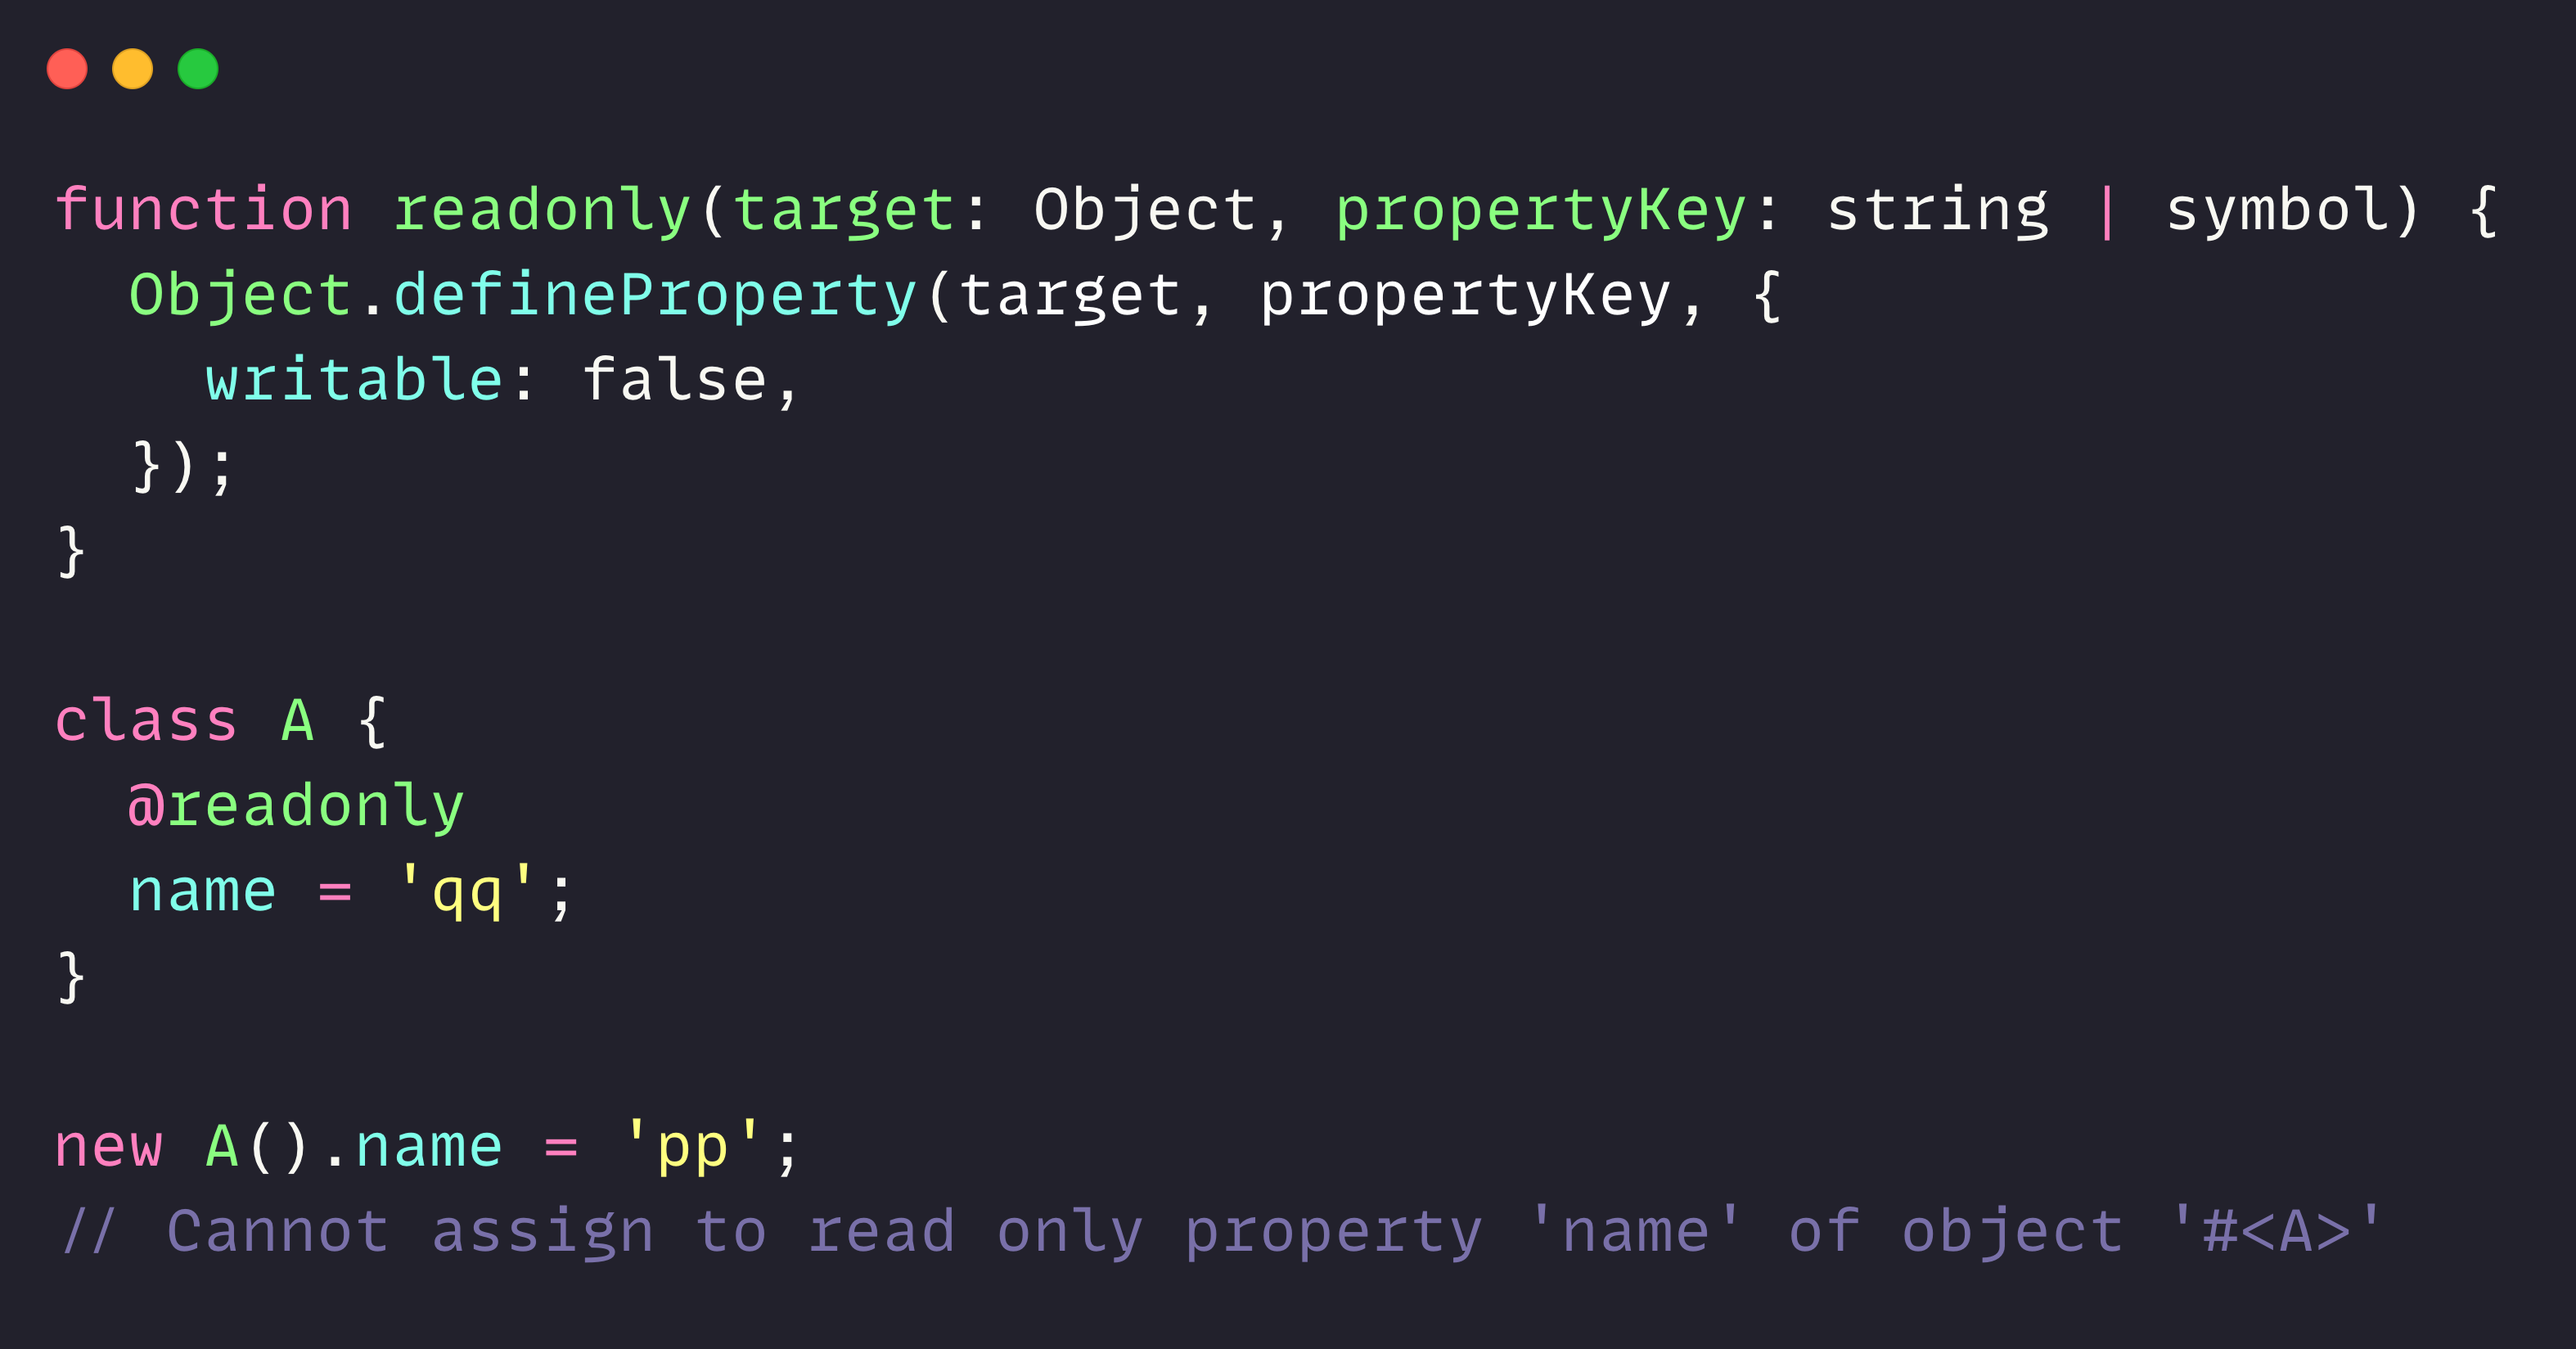 function readonly(target: Object, propertyKey: string | symbol) {
  Object.defineProperty(target, propertyKey, {
    writable: false,
  });
}

class A {
  @readonly
  name = 'qq';
}

new A().name = 'pp';
// Cannot assign to read only property 'name' of object '#<A>'